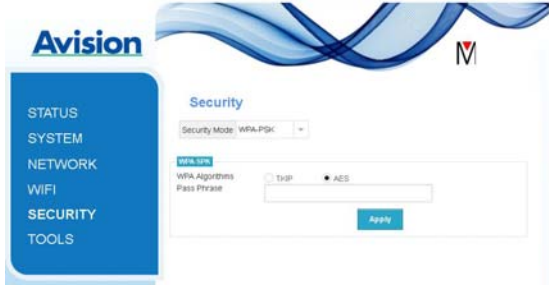 Avision
M
STATUS
SYSTEM
NETWORK
WIFI
SECURITY
TOOLS
Security
Security Mode WPA-PSK
WPA-SPK
WPA Algorithms TKIP AES
Pass Phrase
Apply